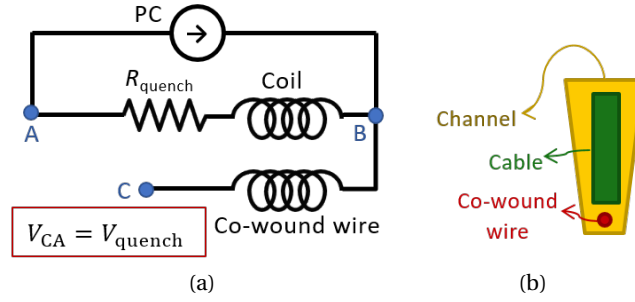 PC
R_quench
Coil
A
B
C
Co-wound wire
V_CA = V_quench
(a)
Channel
Cable
Co-wound
wire
(b)